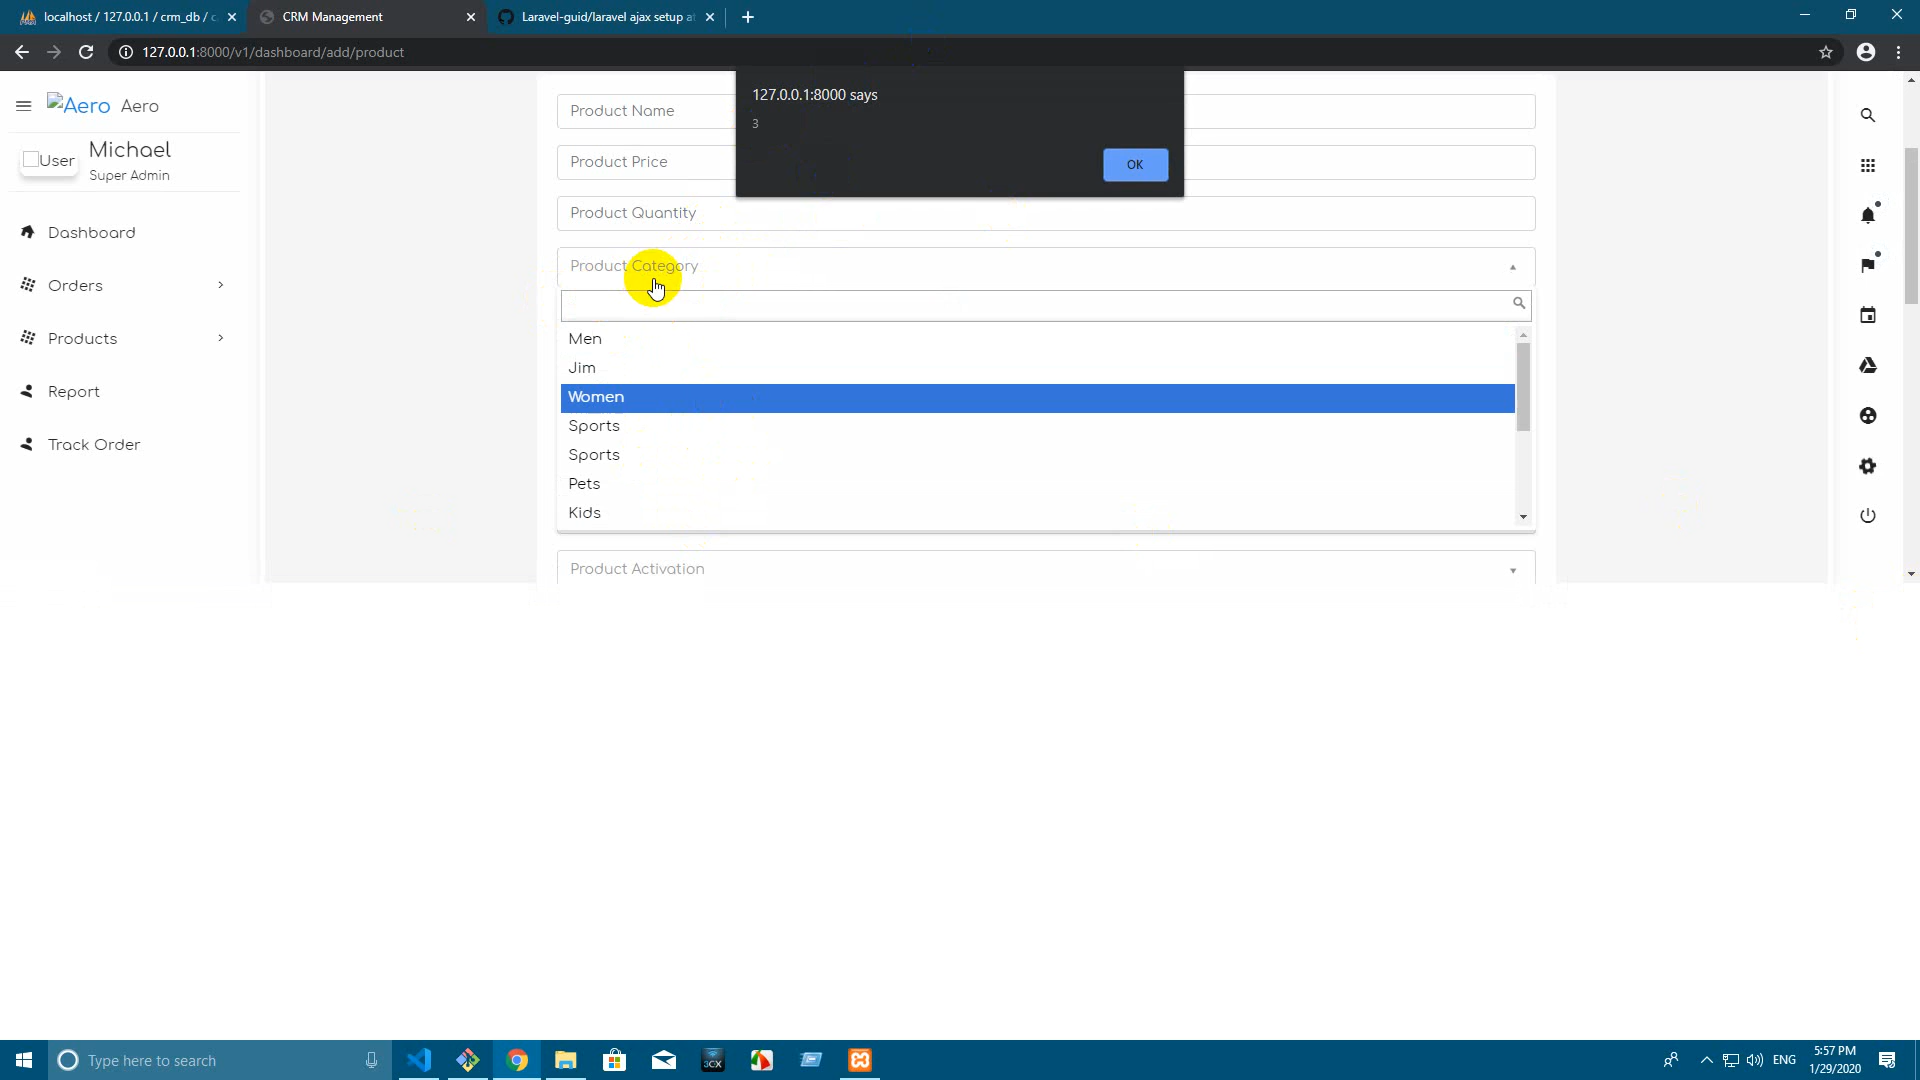 localhost / 127.0.0.1 / crm_db / c
CRM Management
Laravel-guid/laravel ajax setup at
127.0.0.1:8000/v1/dashboard/add/product
Aero Aero
User
Michael
Super Admin
Dashboard
Orders
Products
Report
Track Order
127.0.0.1:8000 says
3
OK
Product Name
Product Price
Product Quantity
Product Category
Men
Jim
Women
Sports
Sports
Pets
Kids
Product Activation
Type here to search
3CX
ENG
5:57 PM
1/29/2020